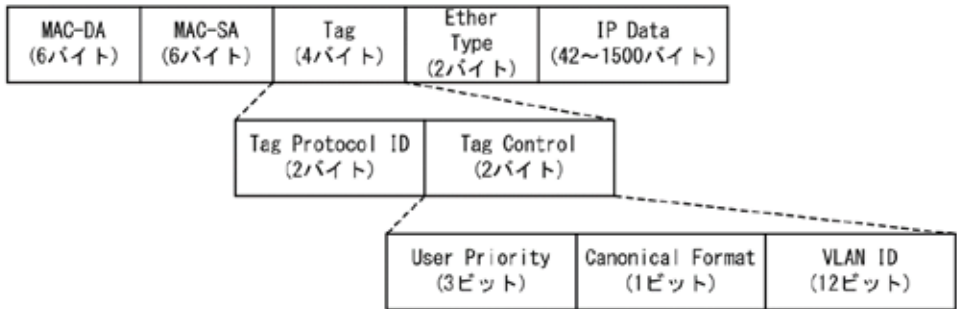 MAC-DA
(6バイト)
MAC-SA
(6バイト)
Tag
(4バイト)
Ether
Type
(2バイト)
IP Data
(42～1500バイト)
Tag Protocol ID
(2バイト)
Tag Control
(2バイト)
User Priority
(3ビット)
Canonical Format
(1ビット)
VLAN ID
(12ビット)